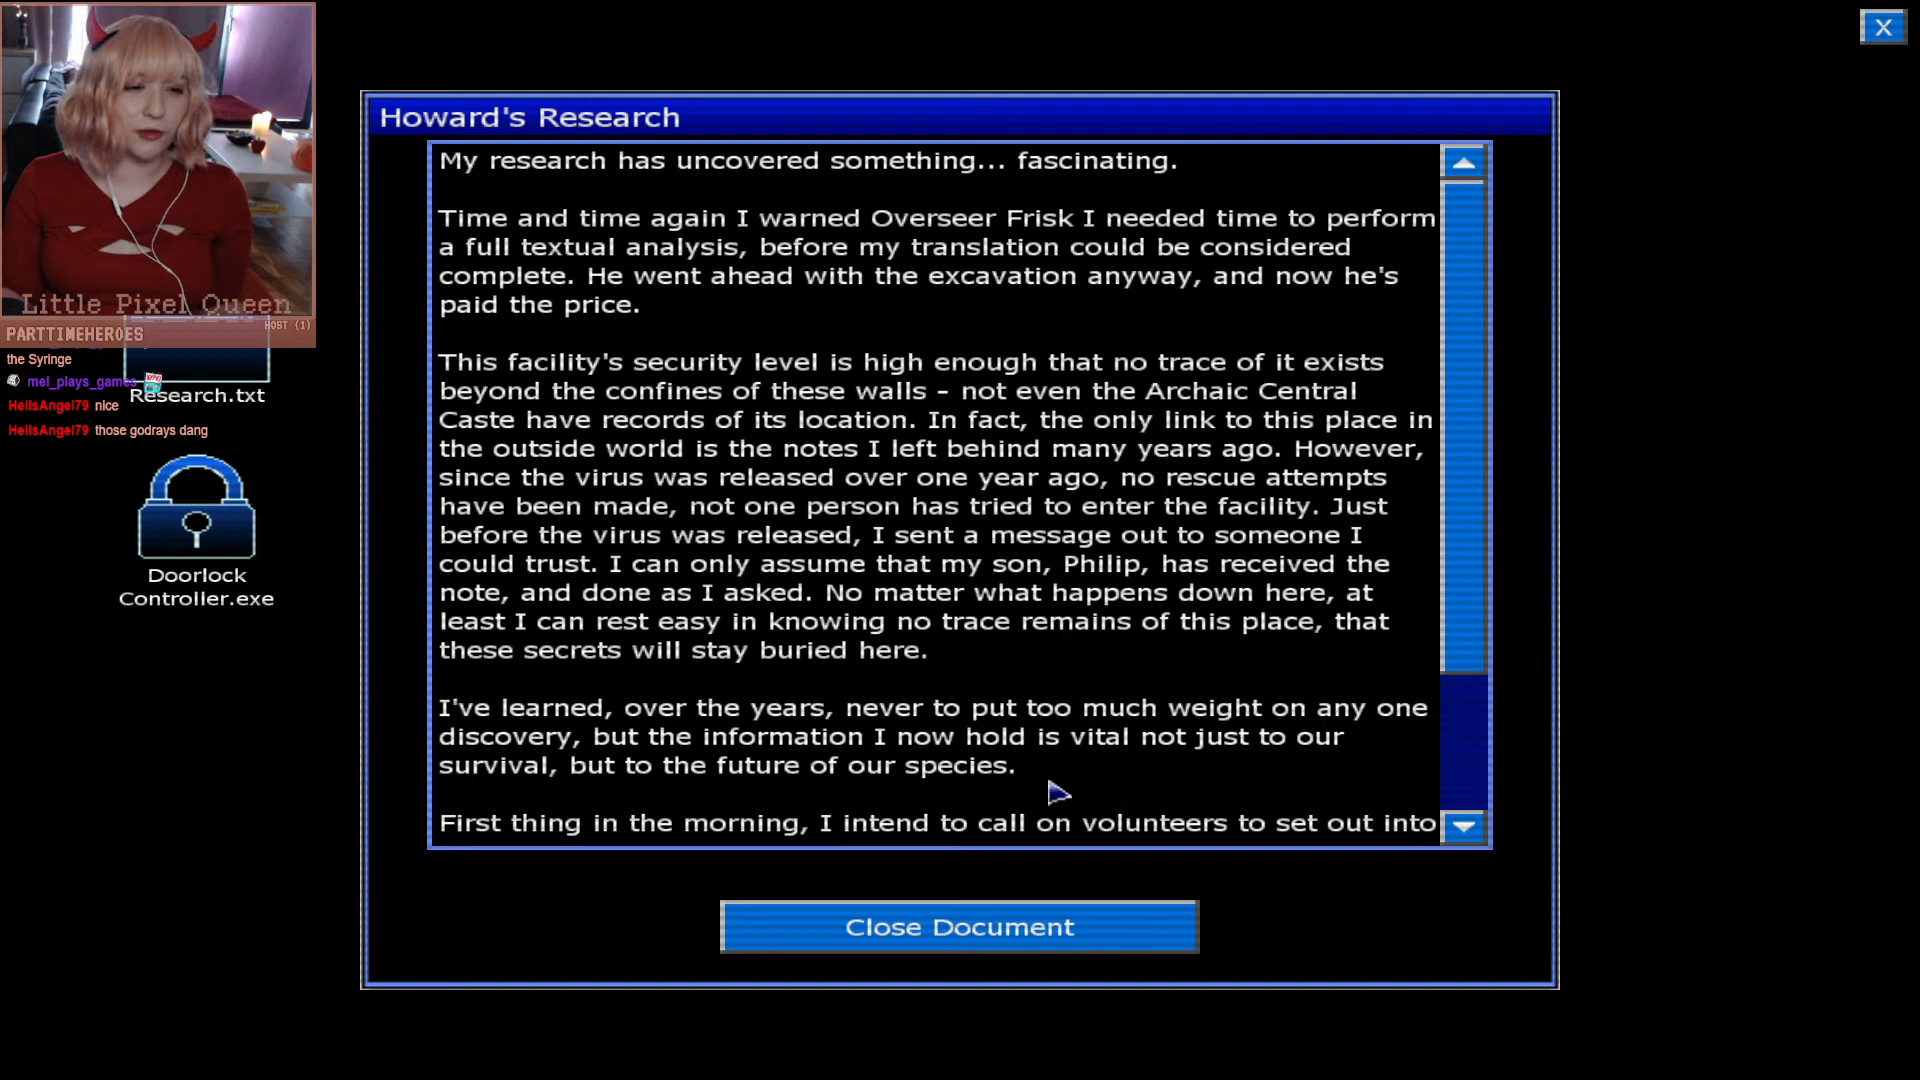 X
Howard's Research
My research has uncovered something... fascinating.
Time and time again I warned Overseer Frisk I needed time to perform
a full textual analysis, before my translation could be considered
complete. He went ahead with the excavation anyway, and now he's
paid the price.
This facility's security level is high enough that no trace of it exists
beyond the confines of these walls - not even the Archaic Central
Caste have records of its location. In fact, the only link to this place in
the outside world is the notes I left behind many years ago. However,
since the virus was released over one year ago, no rescue attempts
have been made, not one person has tried to enter the facility. Just
before the virus was released, I sent a message out to someone I
could trust. I can only assume that my son, Philip, has received the
note, and done as I asked. No matter what happens down here, at
least I can rest easy in knowing no trace remains of this place, that
these secrets will stay buried here.
I've learned, over the years, never to put too much weight on any one
discovery, but the information I now hold is vital not just to our
survival, but to the future of our species.
First thing in the morning, I intend to call on volunteers to set out into
Close Document
Little Pixel Queen
HOST (1)
PARTTIMEHEROES
the Syringe
mel_plays_games
Research.txt
HellsAngel79 nice
HellsAngel79 those godrays dang
Doorlock
Controller.exe